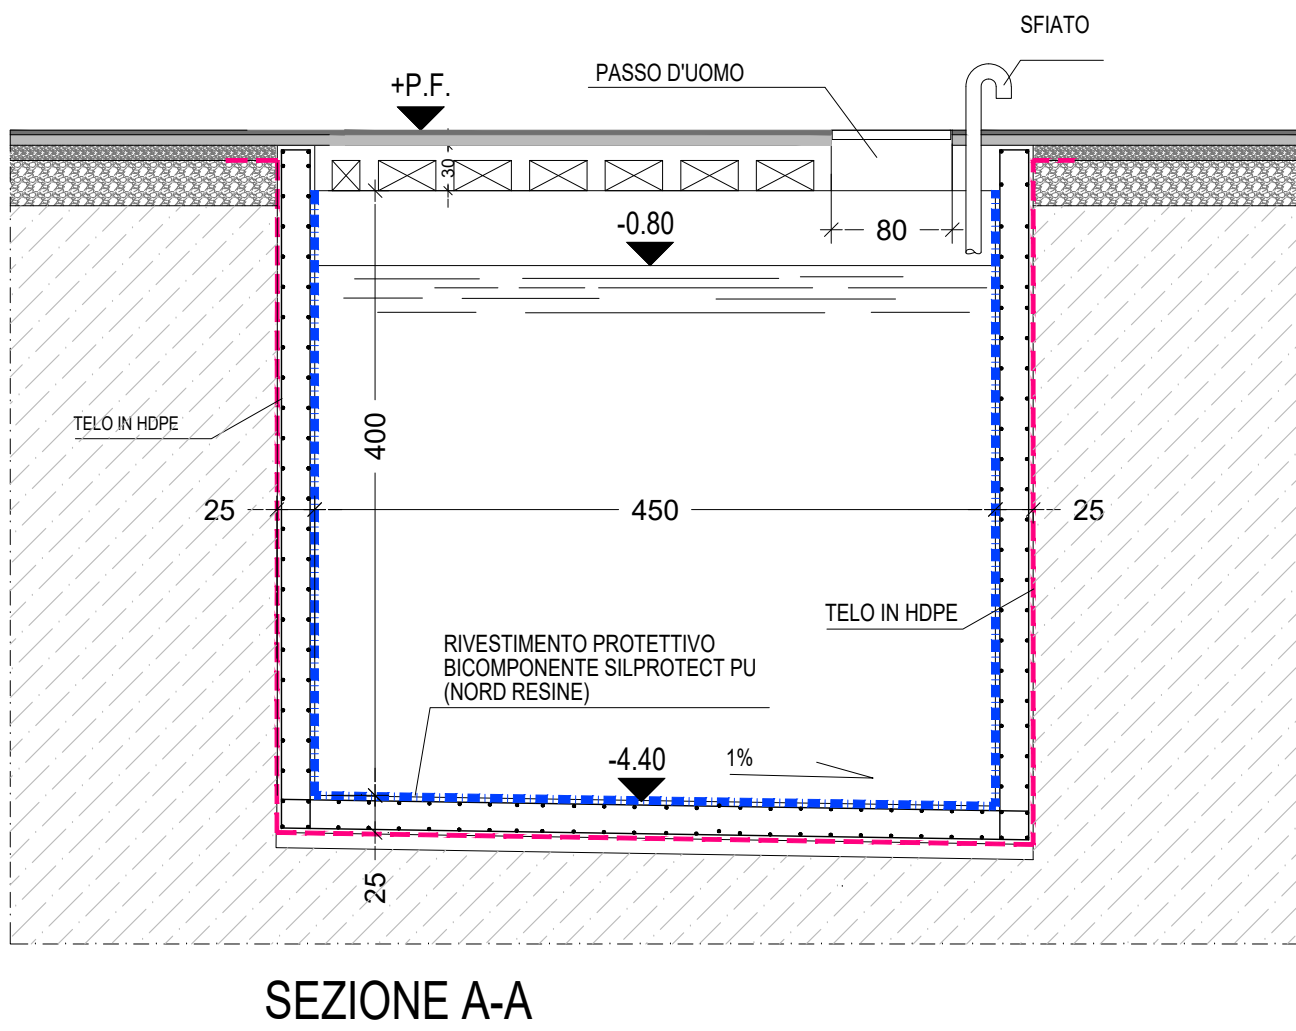 SFIATO
PASSO D'UOMO
+P.F.
30
-0.80
80
TELO IN HDPE
400
25
450
25
TELO IN HDPE
RIVESTIMENTO PROTETTIVO
BICOMPONENTE SILPROTECT PU
(NORD RESINE)
-4.40
1%
25
SEZIONE A-A